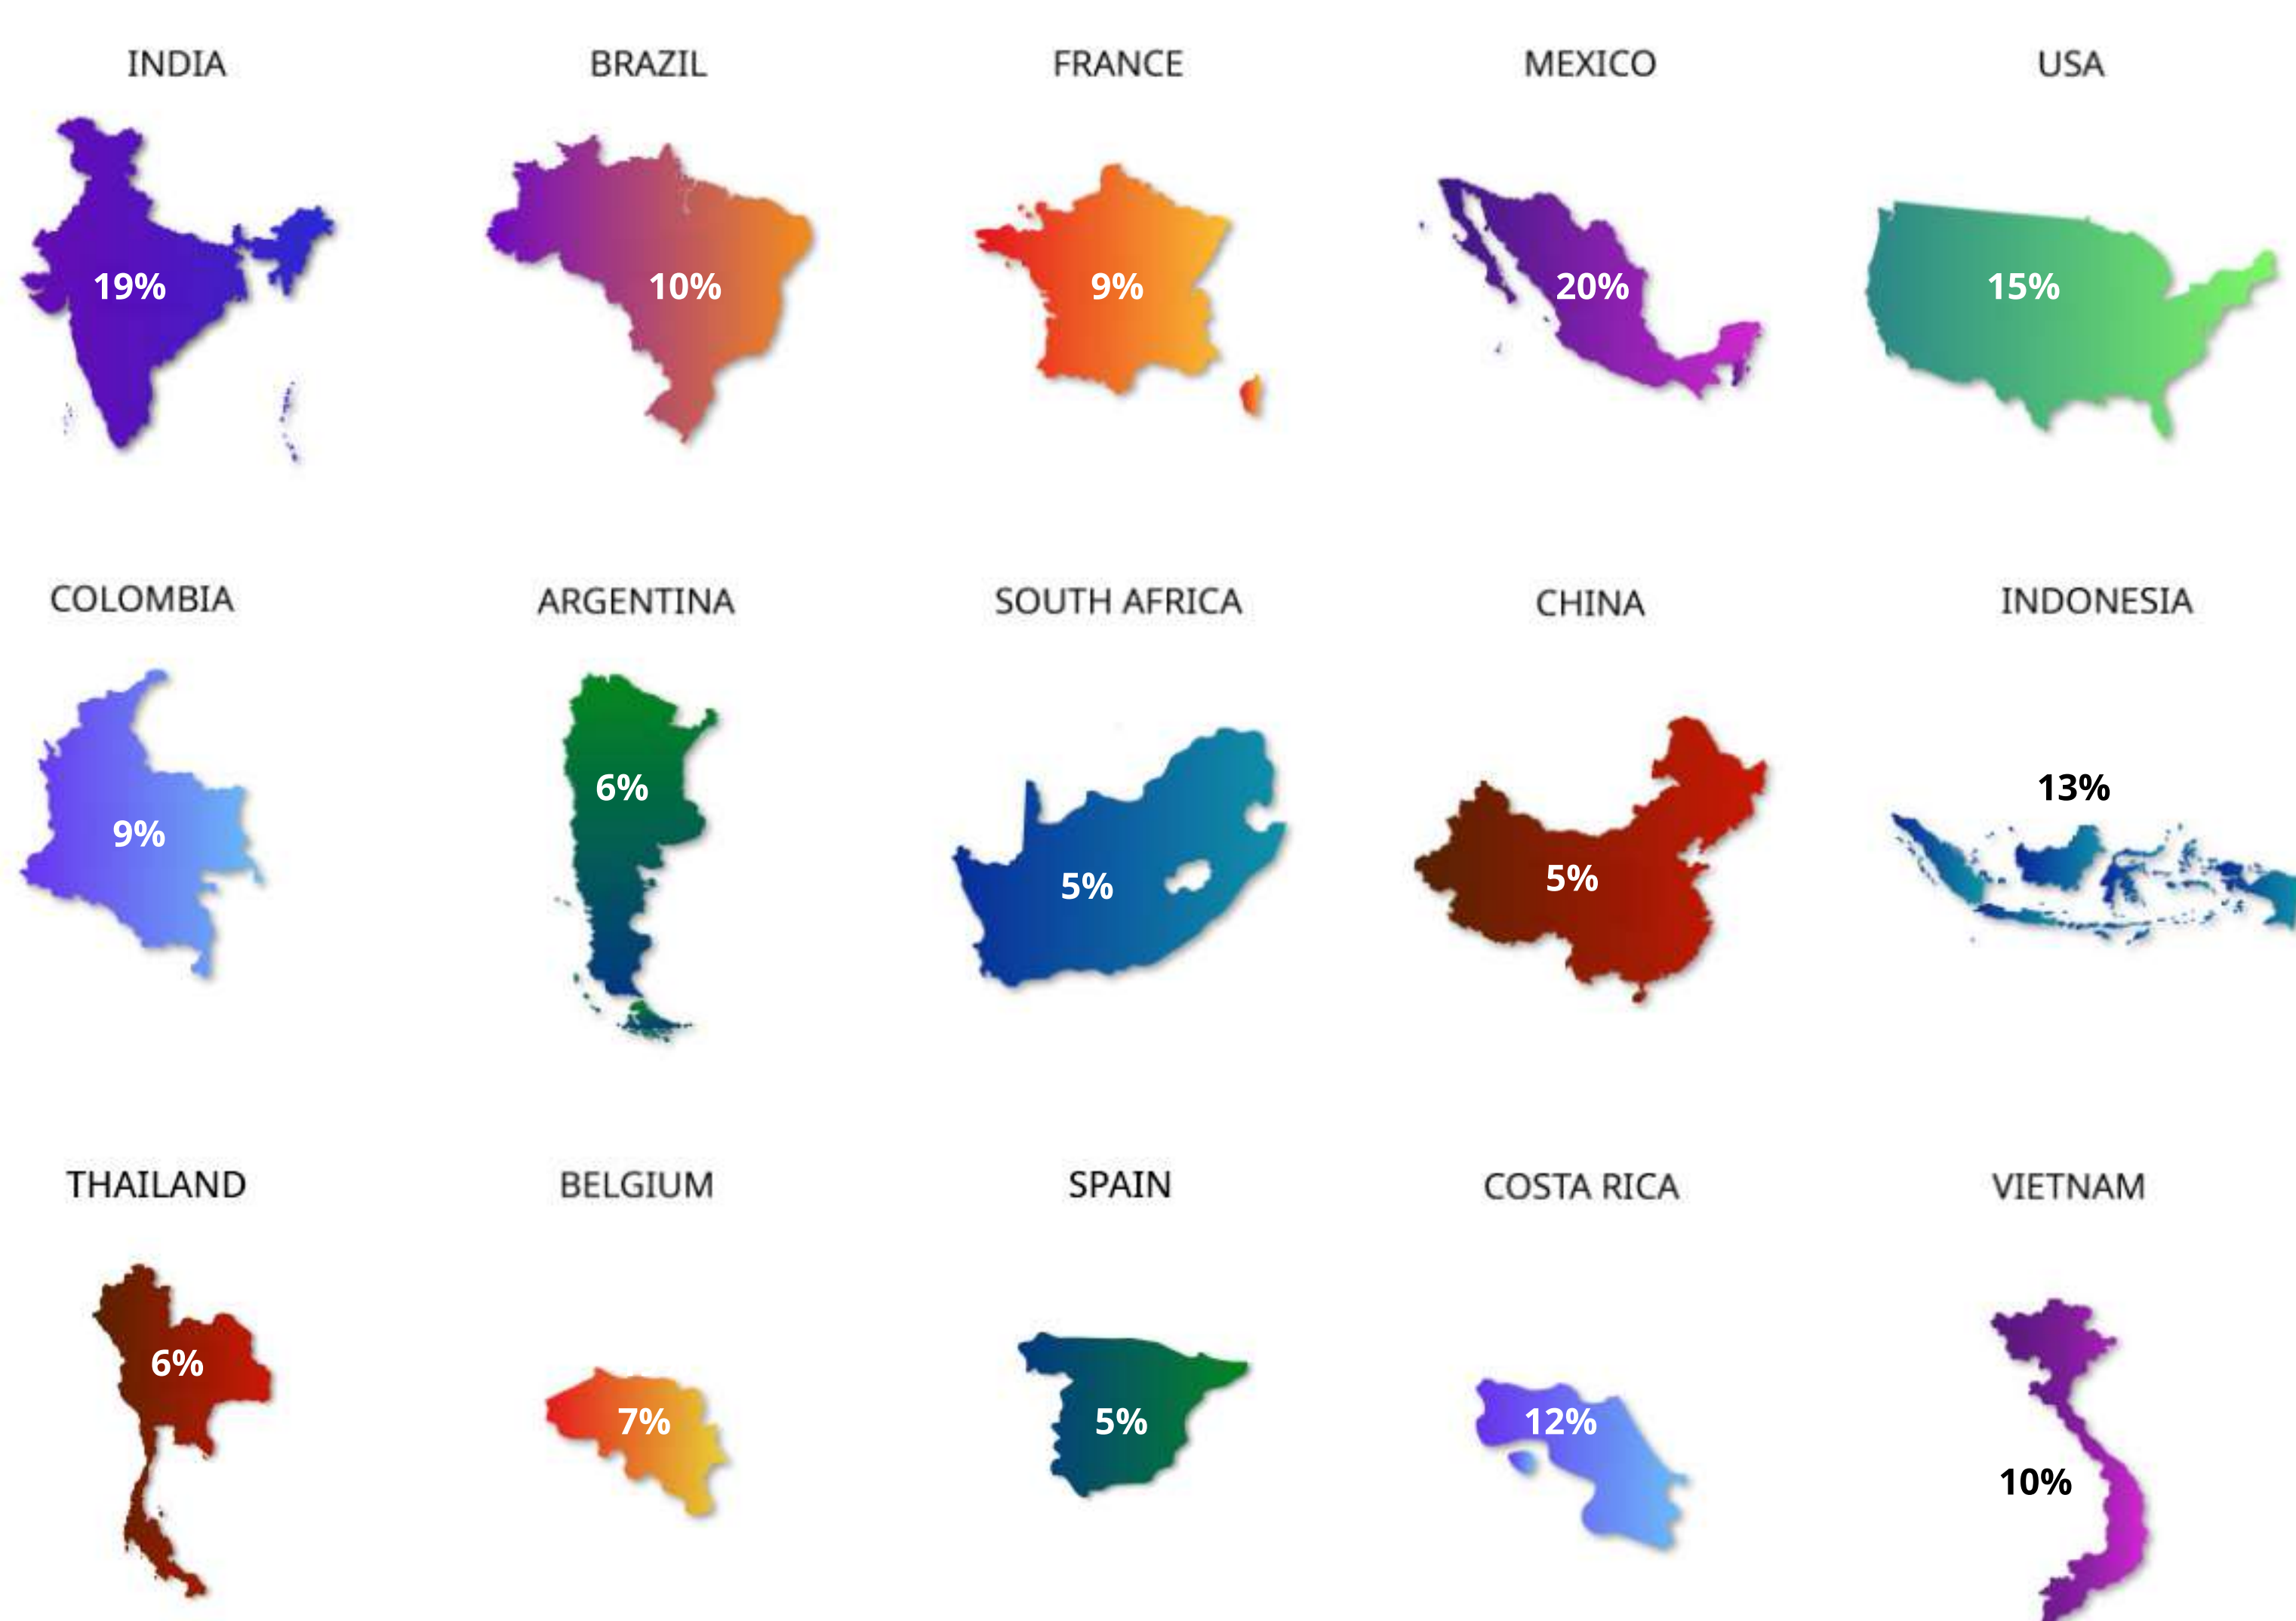 INDIA BRAZIL FRANCE MEXICO USA
19% 10% 9% 20% 15%
COLOMBIA ARGENTINA SOUTH AFRICA CHINA INDONESIA
9% 6% 5% 5% 13%
THAILAND BELGIUM SPAIN COSTA RICA VIETNAM
6% 7% 5% 12% 10%